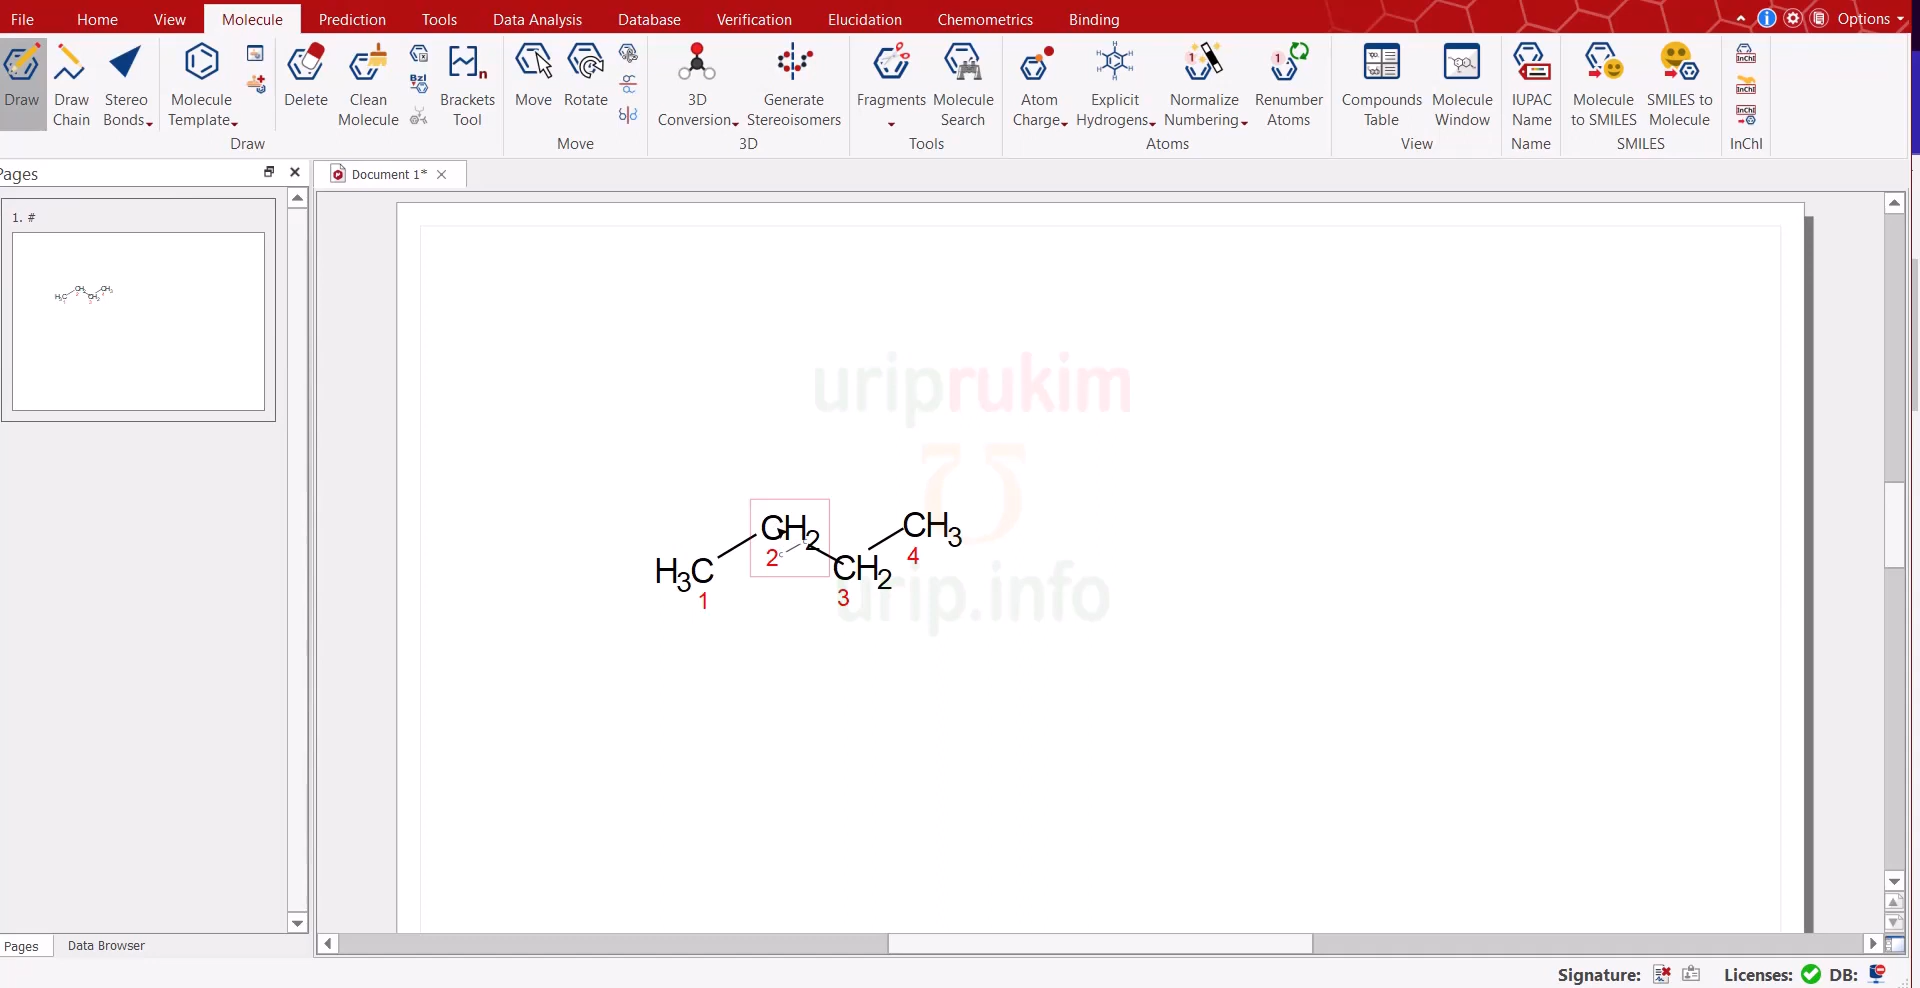 File Home View Molecule Prediction Tools Data Analysis Database Verification Elucidation Chemometrics Binding Options
Draw Draw Chain Stereo Bonds Molecule Template Delete Clean Molecule Brackets Tool Move Rotate 3D Conversion Generate Stereoisomers Fragments Molecule Search Atom Charge Explicit Hydrogens Normalize Numbering Renumber Atoms Compounds Table Molecule Window IUPAC Name Molecule to SMILES SMILES to Molecule
Draw Move 3D Tools Atoms View Name SMILES InChI
Pages
Document 1*
1. #
uriprukim
CH2 CH3
2 4
H3C CH2
1 3
urip.info
Pages Data Browser
Signature: Licenses: DB: